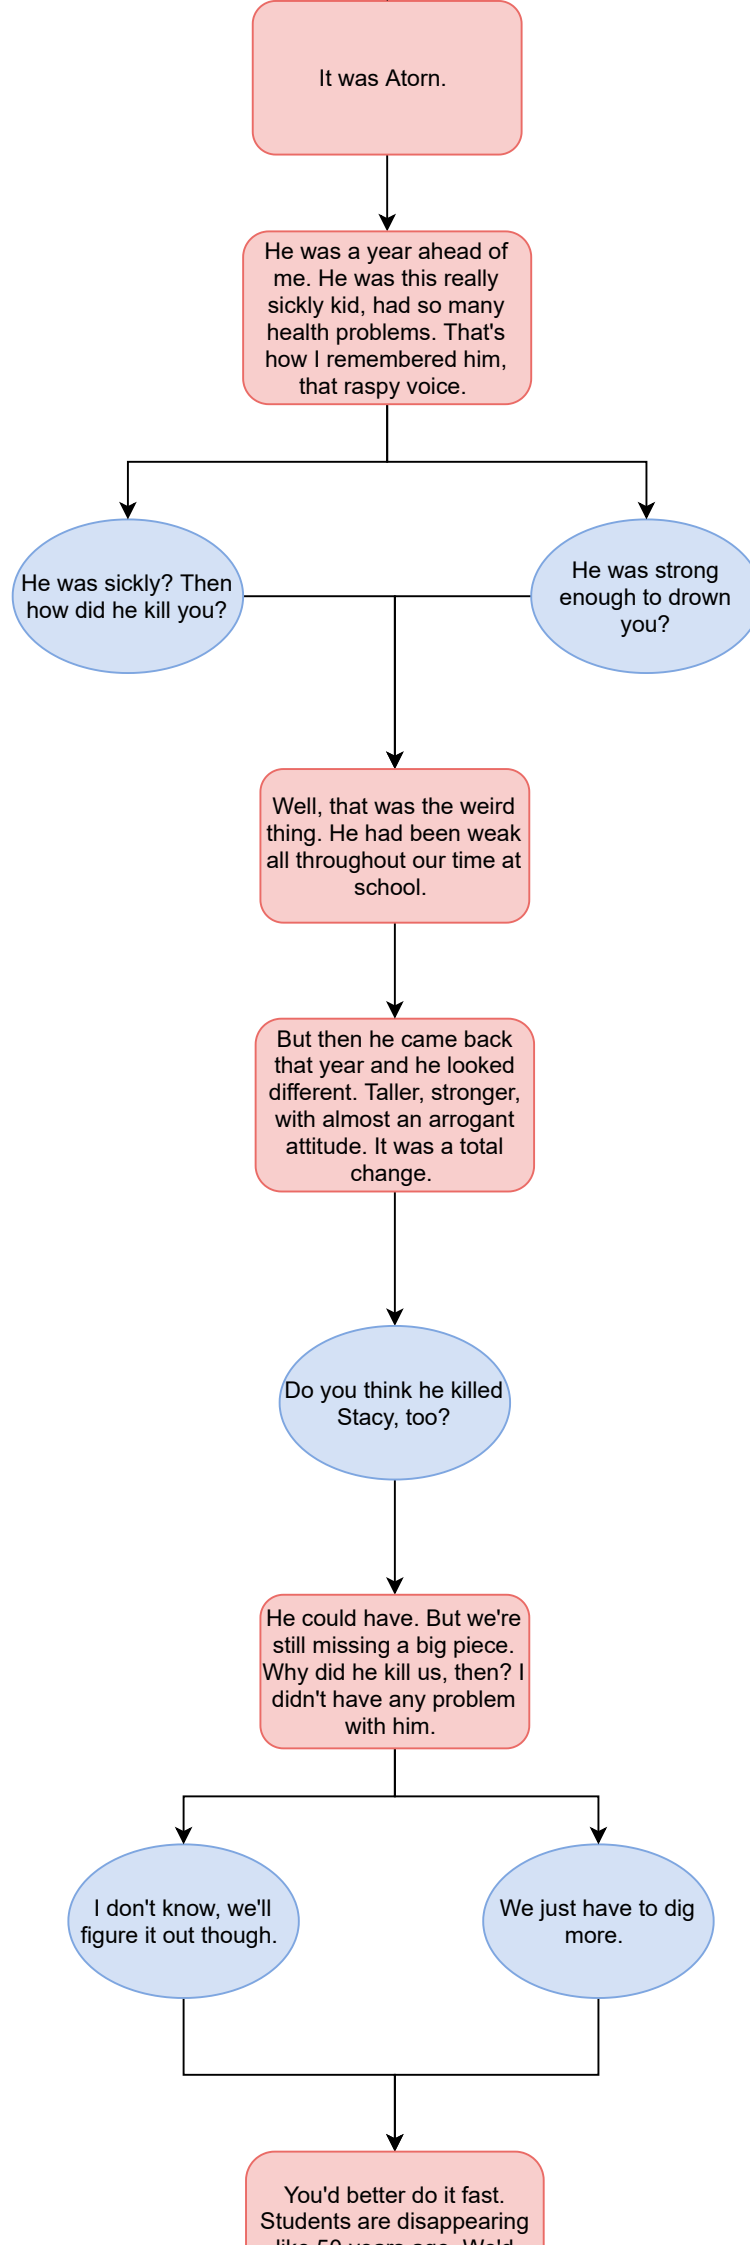 It was Atorn.
He was a year ahead of
me. He was this really
sickly kid, had so many
health problems. That's
how I remembered him,
that raspy voice.
He was sickly? Then
how did he kill you?
He was strong
enough to drown
you?
Well, that was the weird
thing. He had been weak
all throughout our time at
school.
But then he came back
that year and he looked
different. Taller, stronger,
with almost an arrogant
attitude. It was a total
change.
Do you think he killed
Stacy, too?
He could have. But we're
still missing a big piece.
Why did he kill us, then? I
didn't have any problem
with him.
I don't know, we'll
figure it out though.
We just have to dig
more.
You'd better do it fast.
Students are disappearing
like 50 years ago. We'd